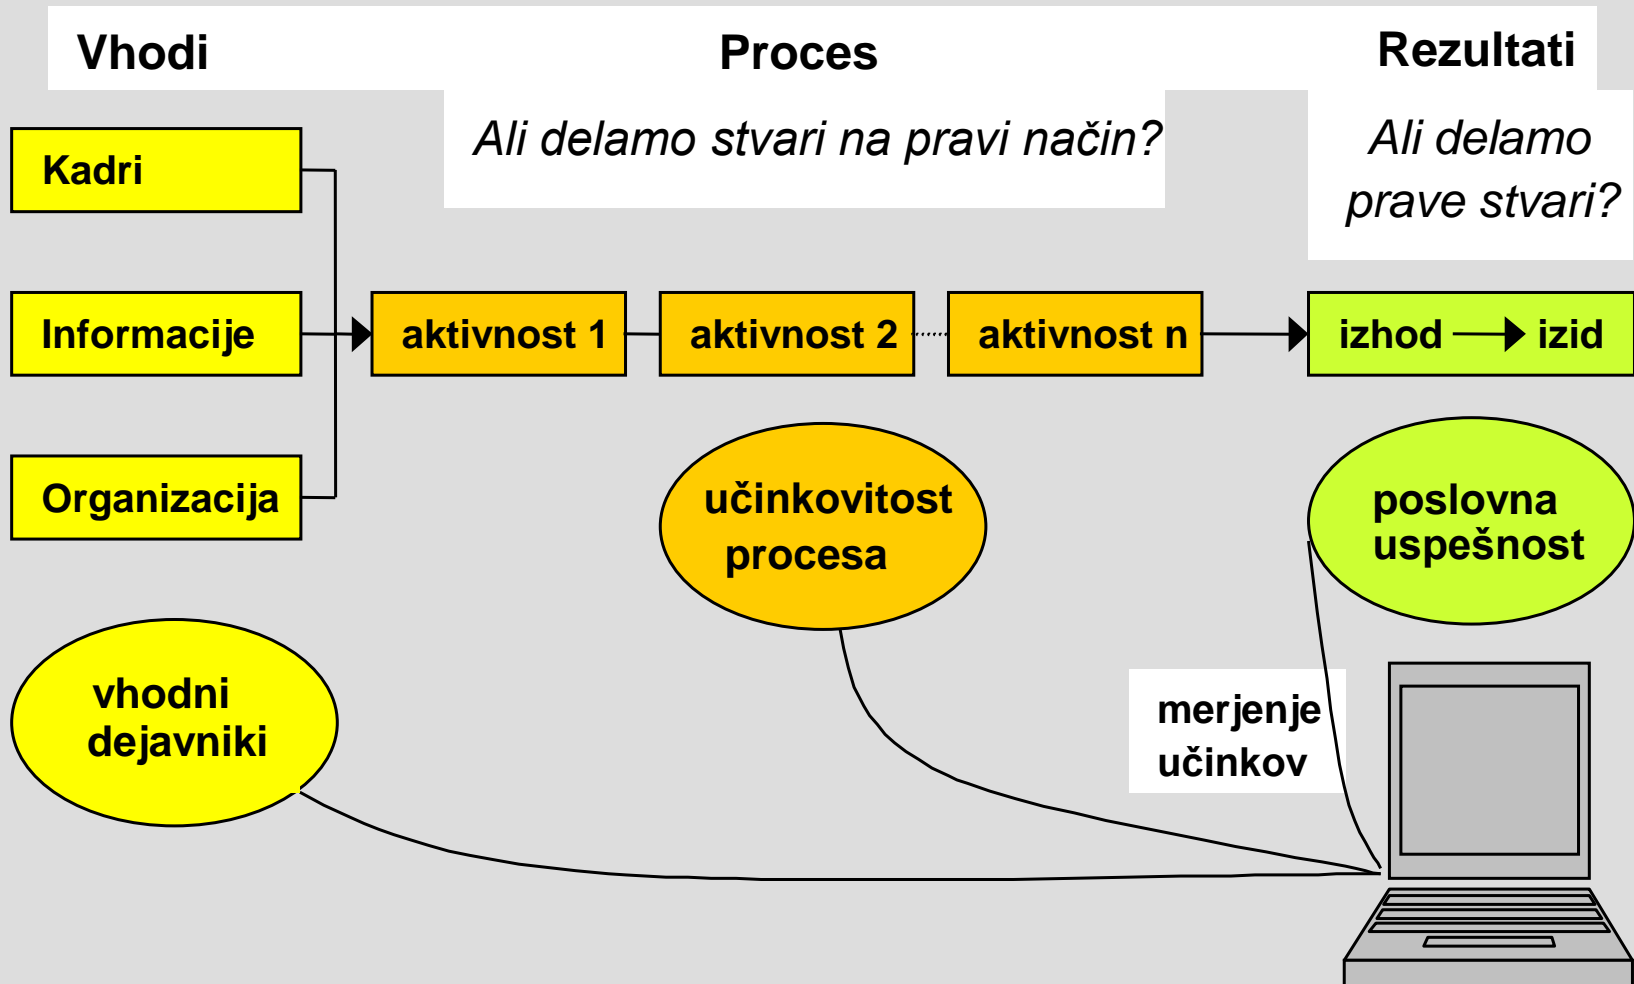 Vhodi
Proces
Rezultati
Ali delamo stvari na pravi način?
Ali delamo
prave stvari?
Kadri
Informacije
aktivnost 1
aktivnost 2
aktivnost n
izhod
izid
Organizacija
učinkovitost
procesa
poslovna
uspešnost
vhodni
dejavniki
merjenje
učinkov